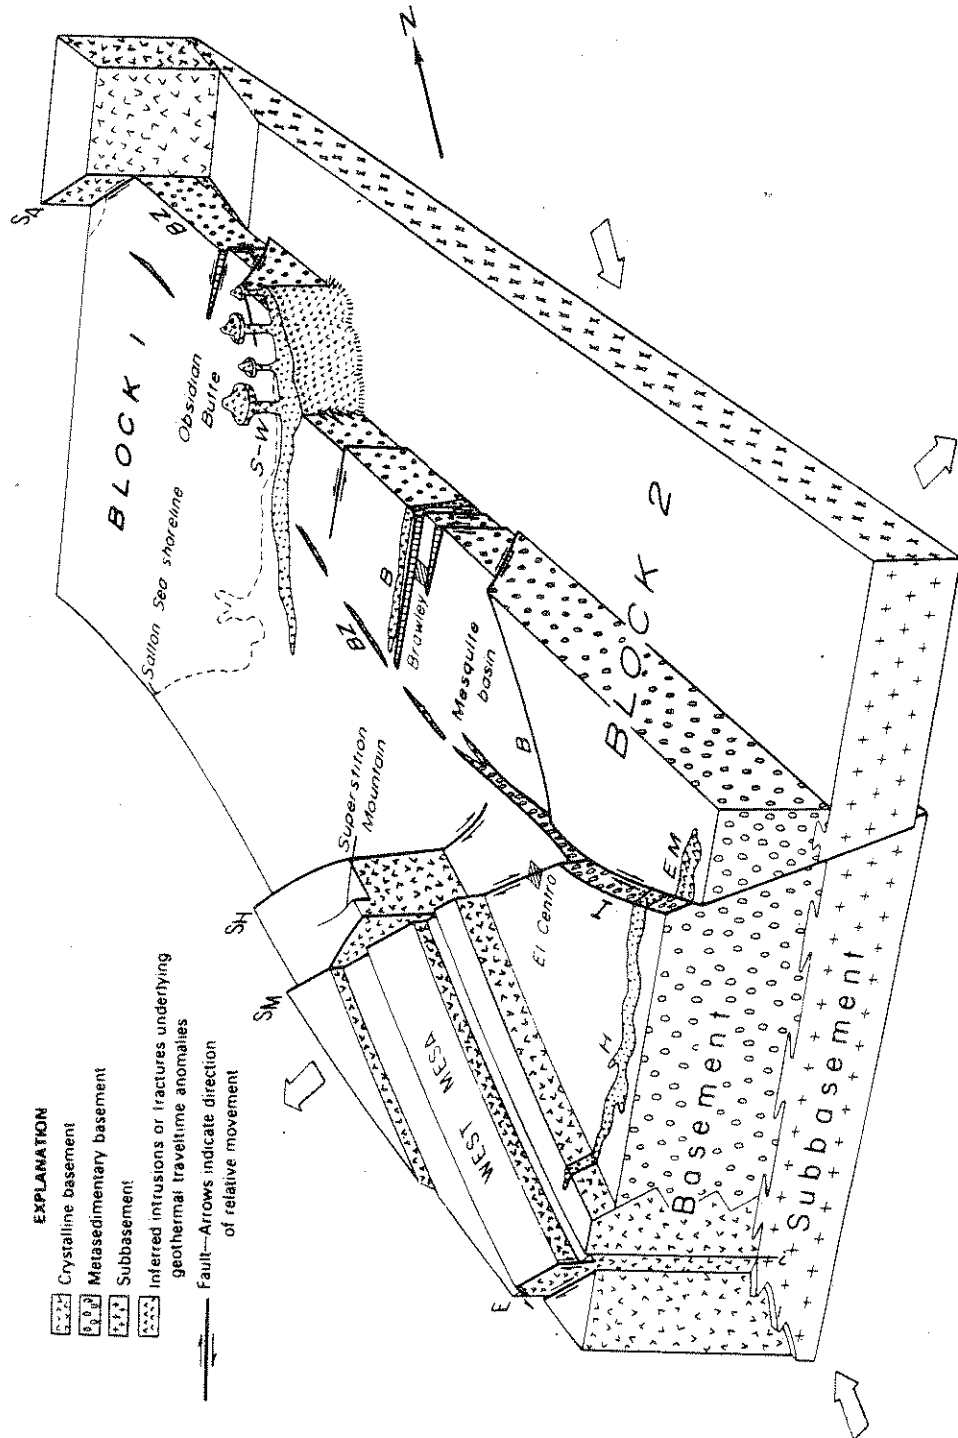 EXPLANATION
Crystalline basement
Metasedimentary basement
Subbasement
Inferred intrusions or fractures underlying
geothermal traveltime anomalies
Fault—Arrows indicate direction
of relative movement
N
SA
BZ
BLOCK 1
Obsidian
Butte
S-W
Salton Sea shoreline
BZ
B
Brawley
Mesquite
basin
B
BLOCK 2
Superstition
Mountain
SH
SM
WEST MESA
El Centro
I
EM
H
E
Basement
Subbasement